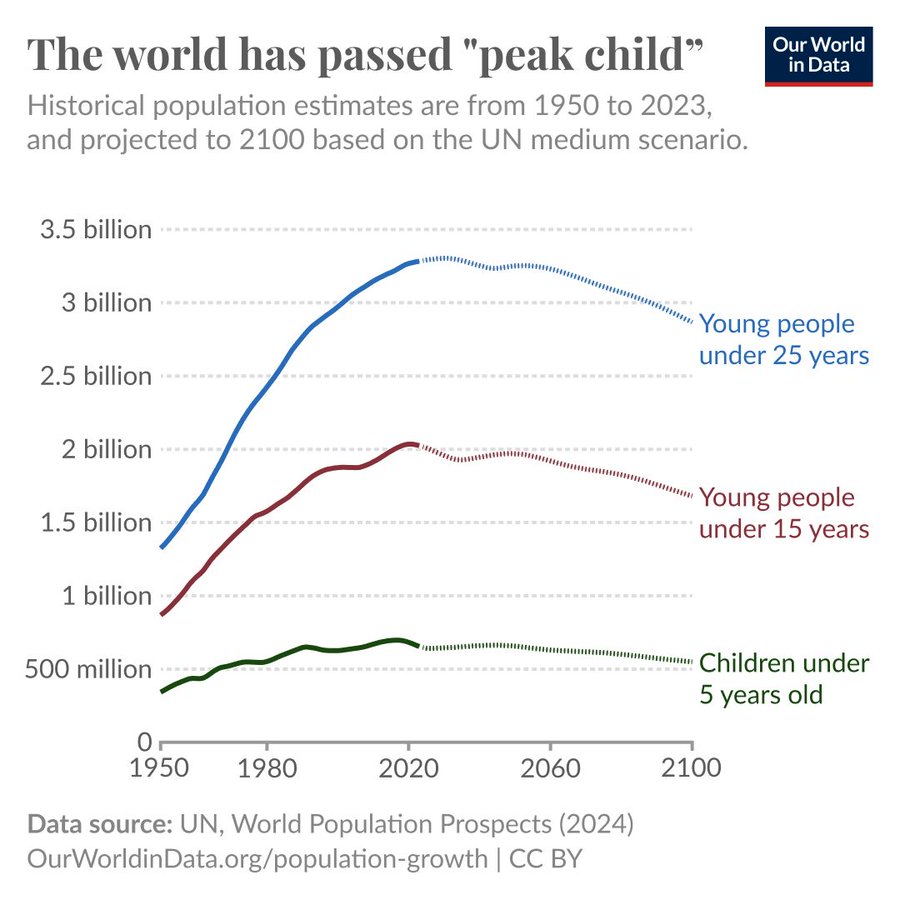 The world has passed "peak child”
Our World
in Data
Historical population estimates are from 1950 to 2023,
and projected to 2100 based on the UN medium scenario.
3.5 billion
3 billion
2.5 billion
2 billion
1.5 billion
1 billion
500 million
0
Young people
under 25 years
Young people
under 15 years
Children under
5 years old
1950
1980
2020
2060
2100
Data source: UN, World Population Prospects (2024)
OurWorldinData.org/population-growth | CC BY